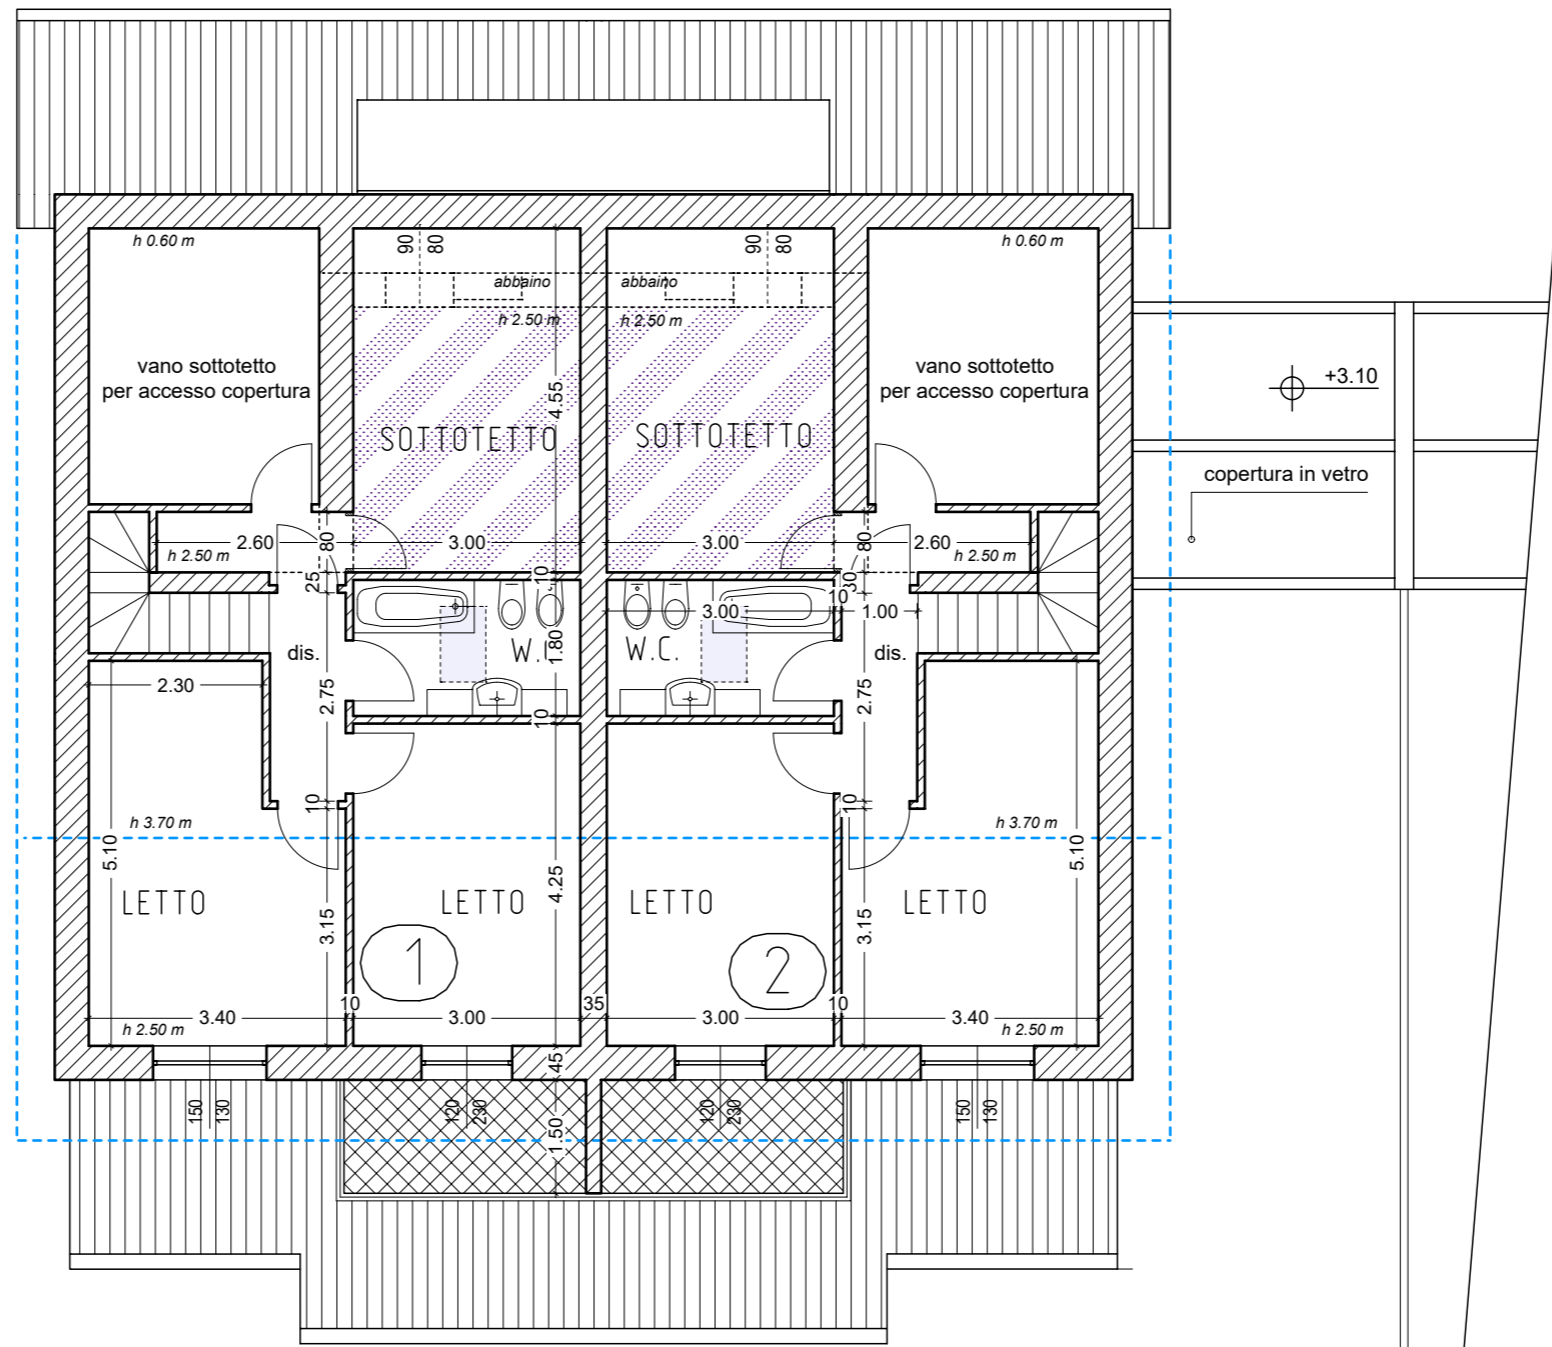 h 0.60 m
90
80
90
80
h 0.60 m
abbaino
abbaino
h 2.50 m
h 2.50 m
vano sottotetto
per accesso copertura
vano sottotetto
per accesso copertura
+3.10
4.55
SOTTOTETTO
SOTTOTETTO
copertura in vetro
2.60
80
3.00
3.00
80
2.60
h 2.50 m
h 2.50 m
25
10
30
10
3.00
1.00
dis.
W.
1.80
W.C.
dis.
2.30
2.75
2.75
10
10
10
h 3.70 m
h 3.70 m
5.10
5.10
4.25
LETTO
LETTO
LETTO
LETTO
3.15
3.15
1
2
10
35
10
3.40
3.00
3.00
3.40
h 2.50 m
h 2.50 m
45
150
130
120
230
1.50
120
230
150
130